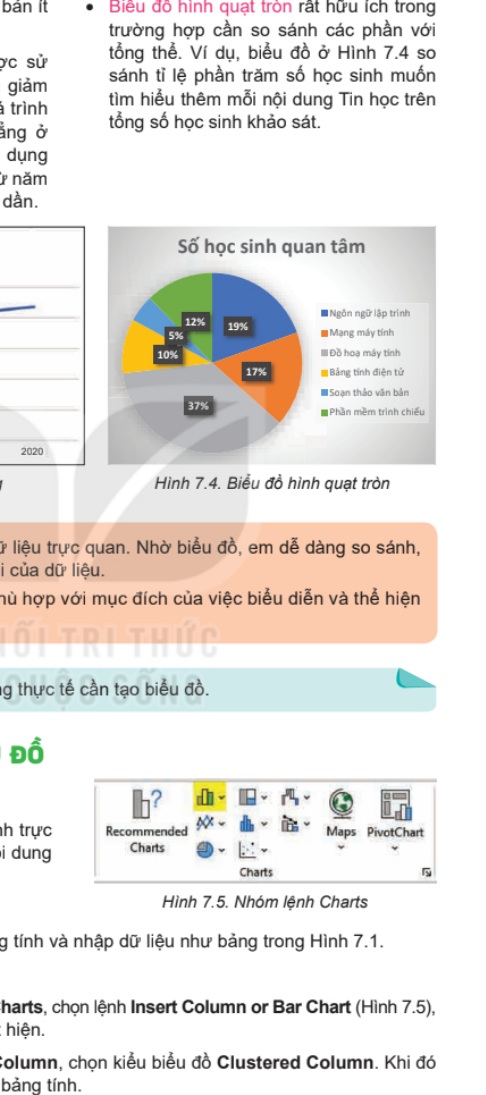 bán ít
ợc sử
giảm
á trình
ẳng ở
dụng
ừ năm
dần.
• Biểu đồ hình quạt tròn rất hữu ích trong
trường hợp cần so sánh các phần với
tổng thể. Ví dụ, biểu đồ ở Hình 7.4 so
sánh tỉ lệ phần trăm số học sinh muốn
tìm hiểu thêm mỗi nội dung Tin học trên
tổng số học sinh khảo sát.
2020
Số học sinh quan tâm
12%
19%
5%
10%
17%
37%
Ngôn ngữ lập trình
Mạng máy tính
Đồ hoạ máy tính
Bảng tính điện tử
Soạn thảo văn bản
Phần mềm trình chiếu
Hình 7.4. Biểu đồ hình quạt tròn
ữ liệu trực quan. Nhờ biểu đồ, em dễ dàng so sánh,
i của dữ liệu.
hù hợp với mục đích của việc biểu diễn và thể hiện
NỐI TRI THỨC
CUỘC SỐNG
ng thực tế cần tạo biểu đồ.
ĐỒ
nh trực
ội dung
Recommended
Charts
Maps
PivotChart
Charts
Hình 7.5. Nhóm lệnh Charts
g tính và nhập dữ liệu như bảng trong Hình 7.1.
Charts, chọn lệnh Insert Column or Bar Chart (Hình 7.5),
hiện.
Column, chọn kiểu biểu đồ Clustered Column. Khi đó
bảng tính.